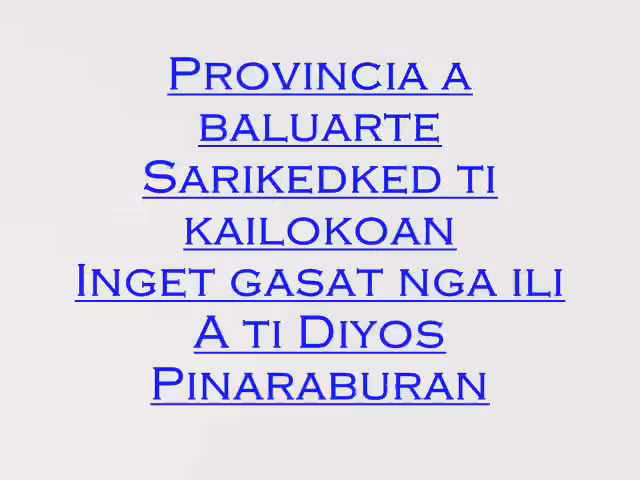 Provincia a
baluarte
Sarikedked ti
kailokoan
Inget gasat nga ili
A ti Diyos
Pinaraburan